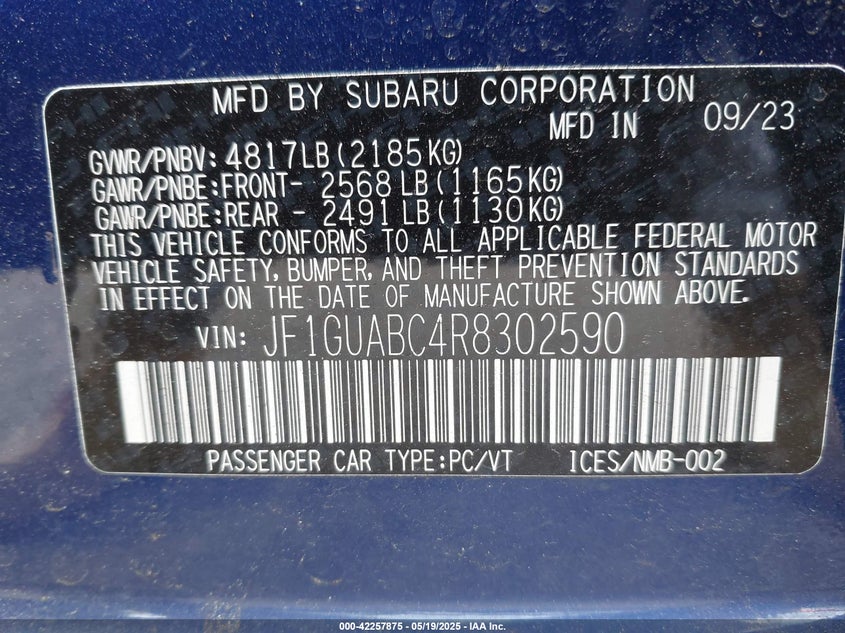 MFD BY SUBARU CORPORATION
MFD IN 09/23
GVWR/PNBV: 4817LB(2185KG)
GAWR/PNBE:FRONT- 2568 LB(1165KG)
GAWR/PNBE:REAR - 2491 LB(1130KG)
THIS VEHICLE CONFORMS TO ALL APPLICABLE FEDERAL MOTOR
VEHICLE SAFETY, BUMPER, AND THEFT PREVENTION STANDARDS
IN EFFECT ON THE DATE OF MANUFACTURE SHOWN ABOVE.
VIN: JF1GUABC4R8302590
PASSENGER CAR TYPE:PC/VT ICES/NMB-002
000-42257875 - 05/19/2025 - IAA Inc.